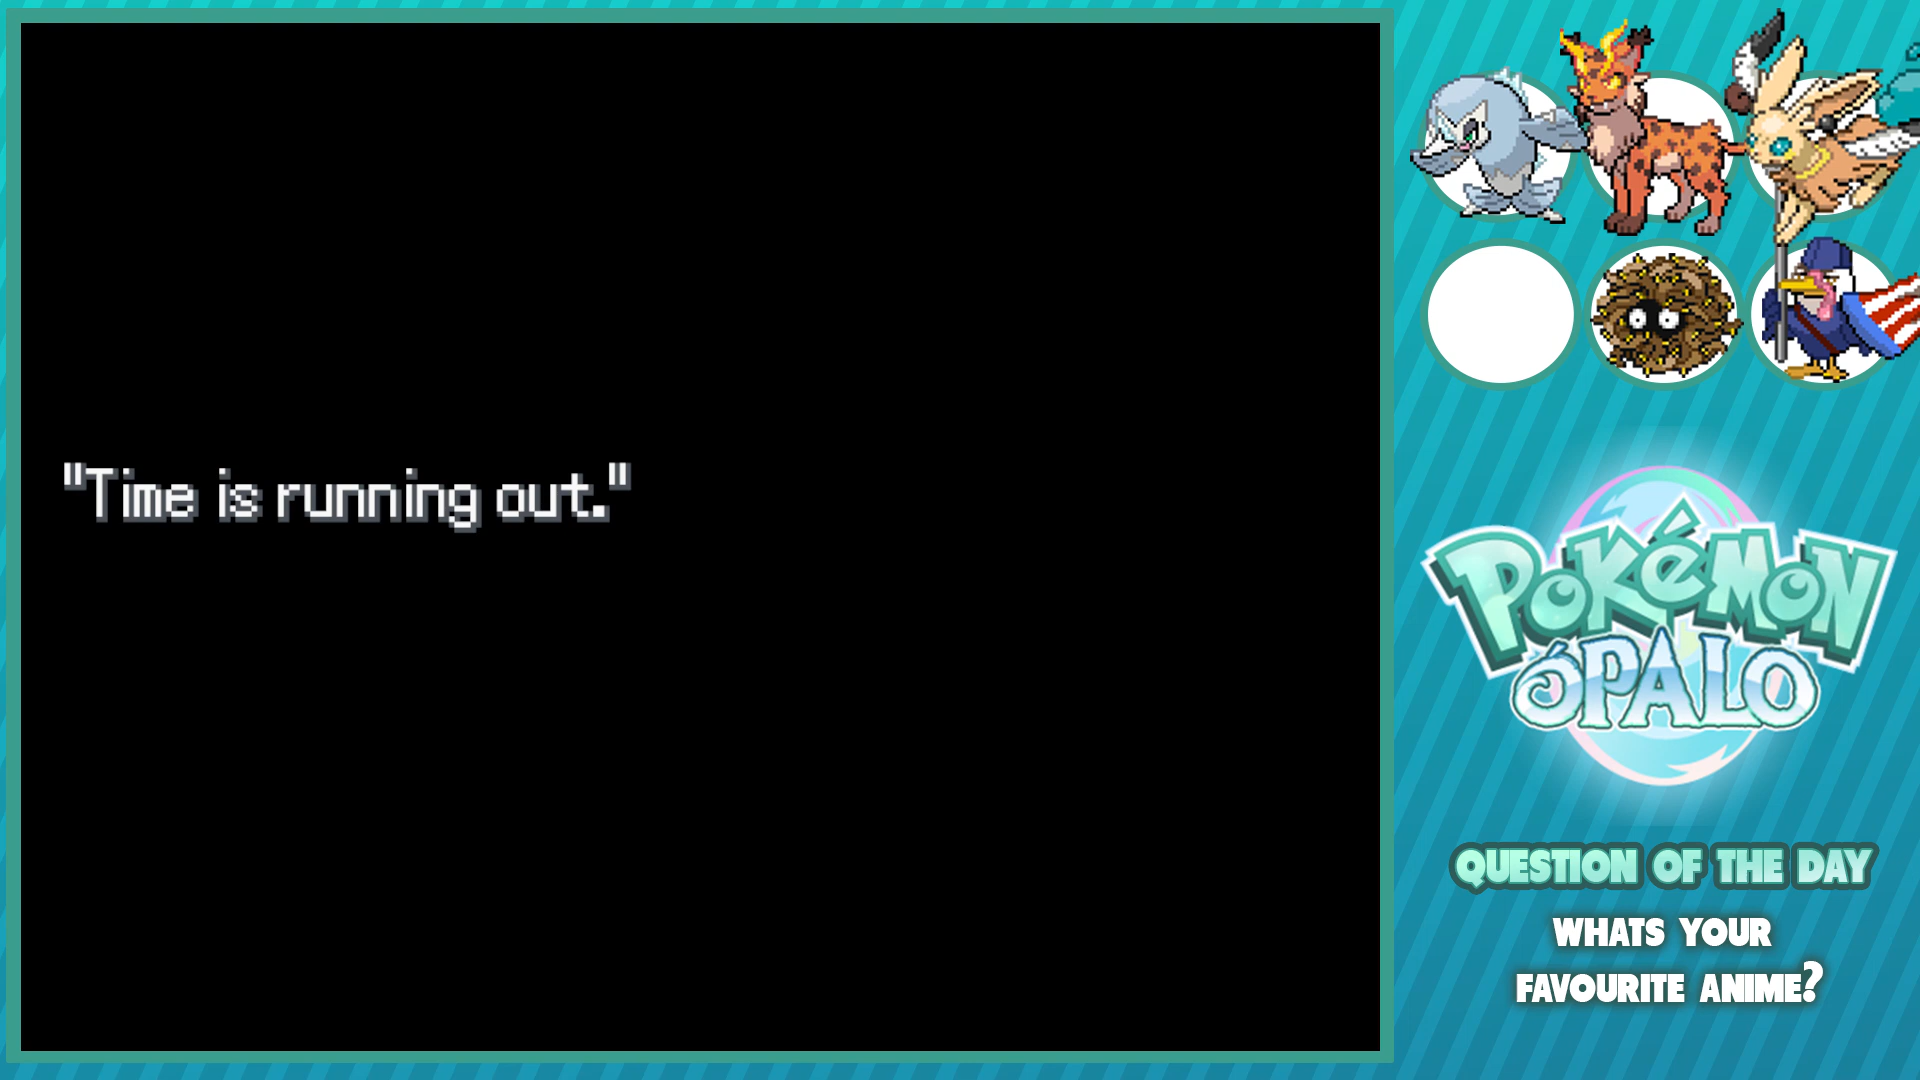 "Time is running out."
POKÉMON
ÓPALO
QUESTION OF THE DAY
WHATS YOUR
FAVOURITE ANIME?